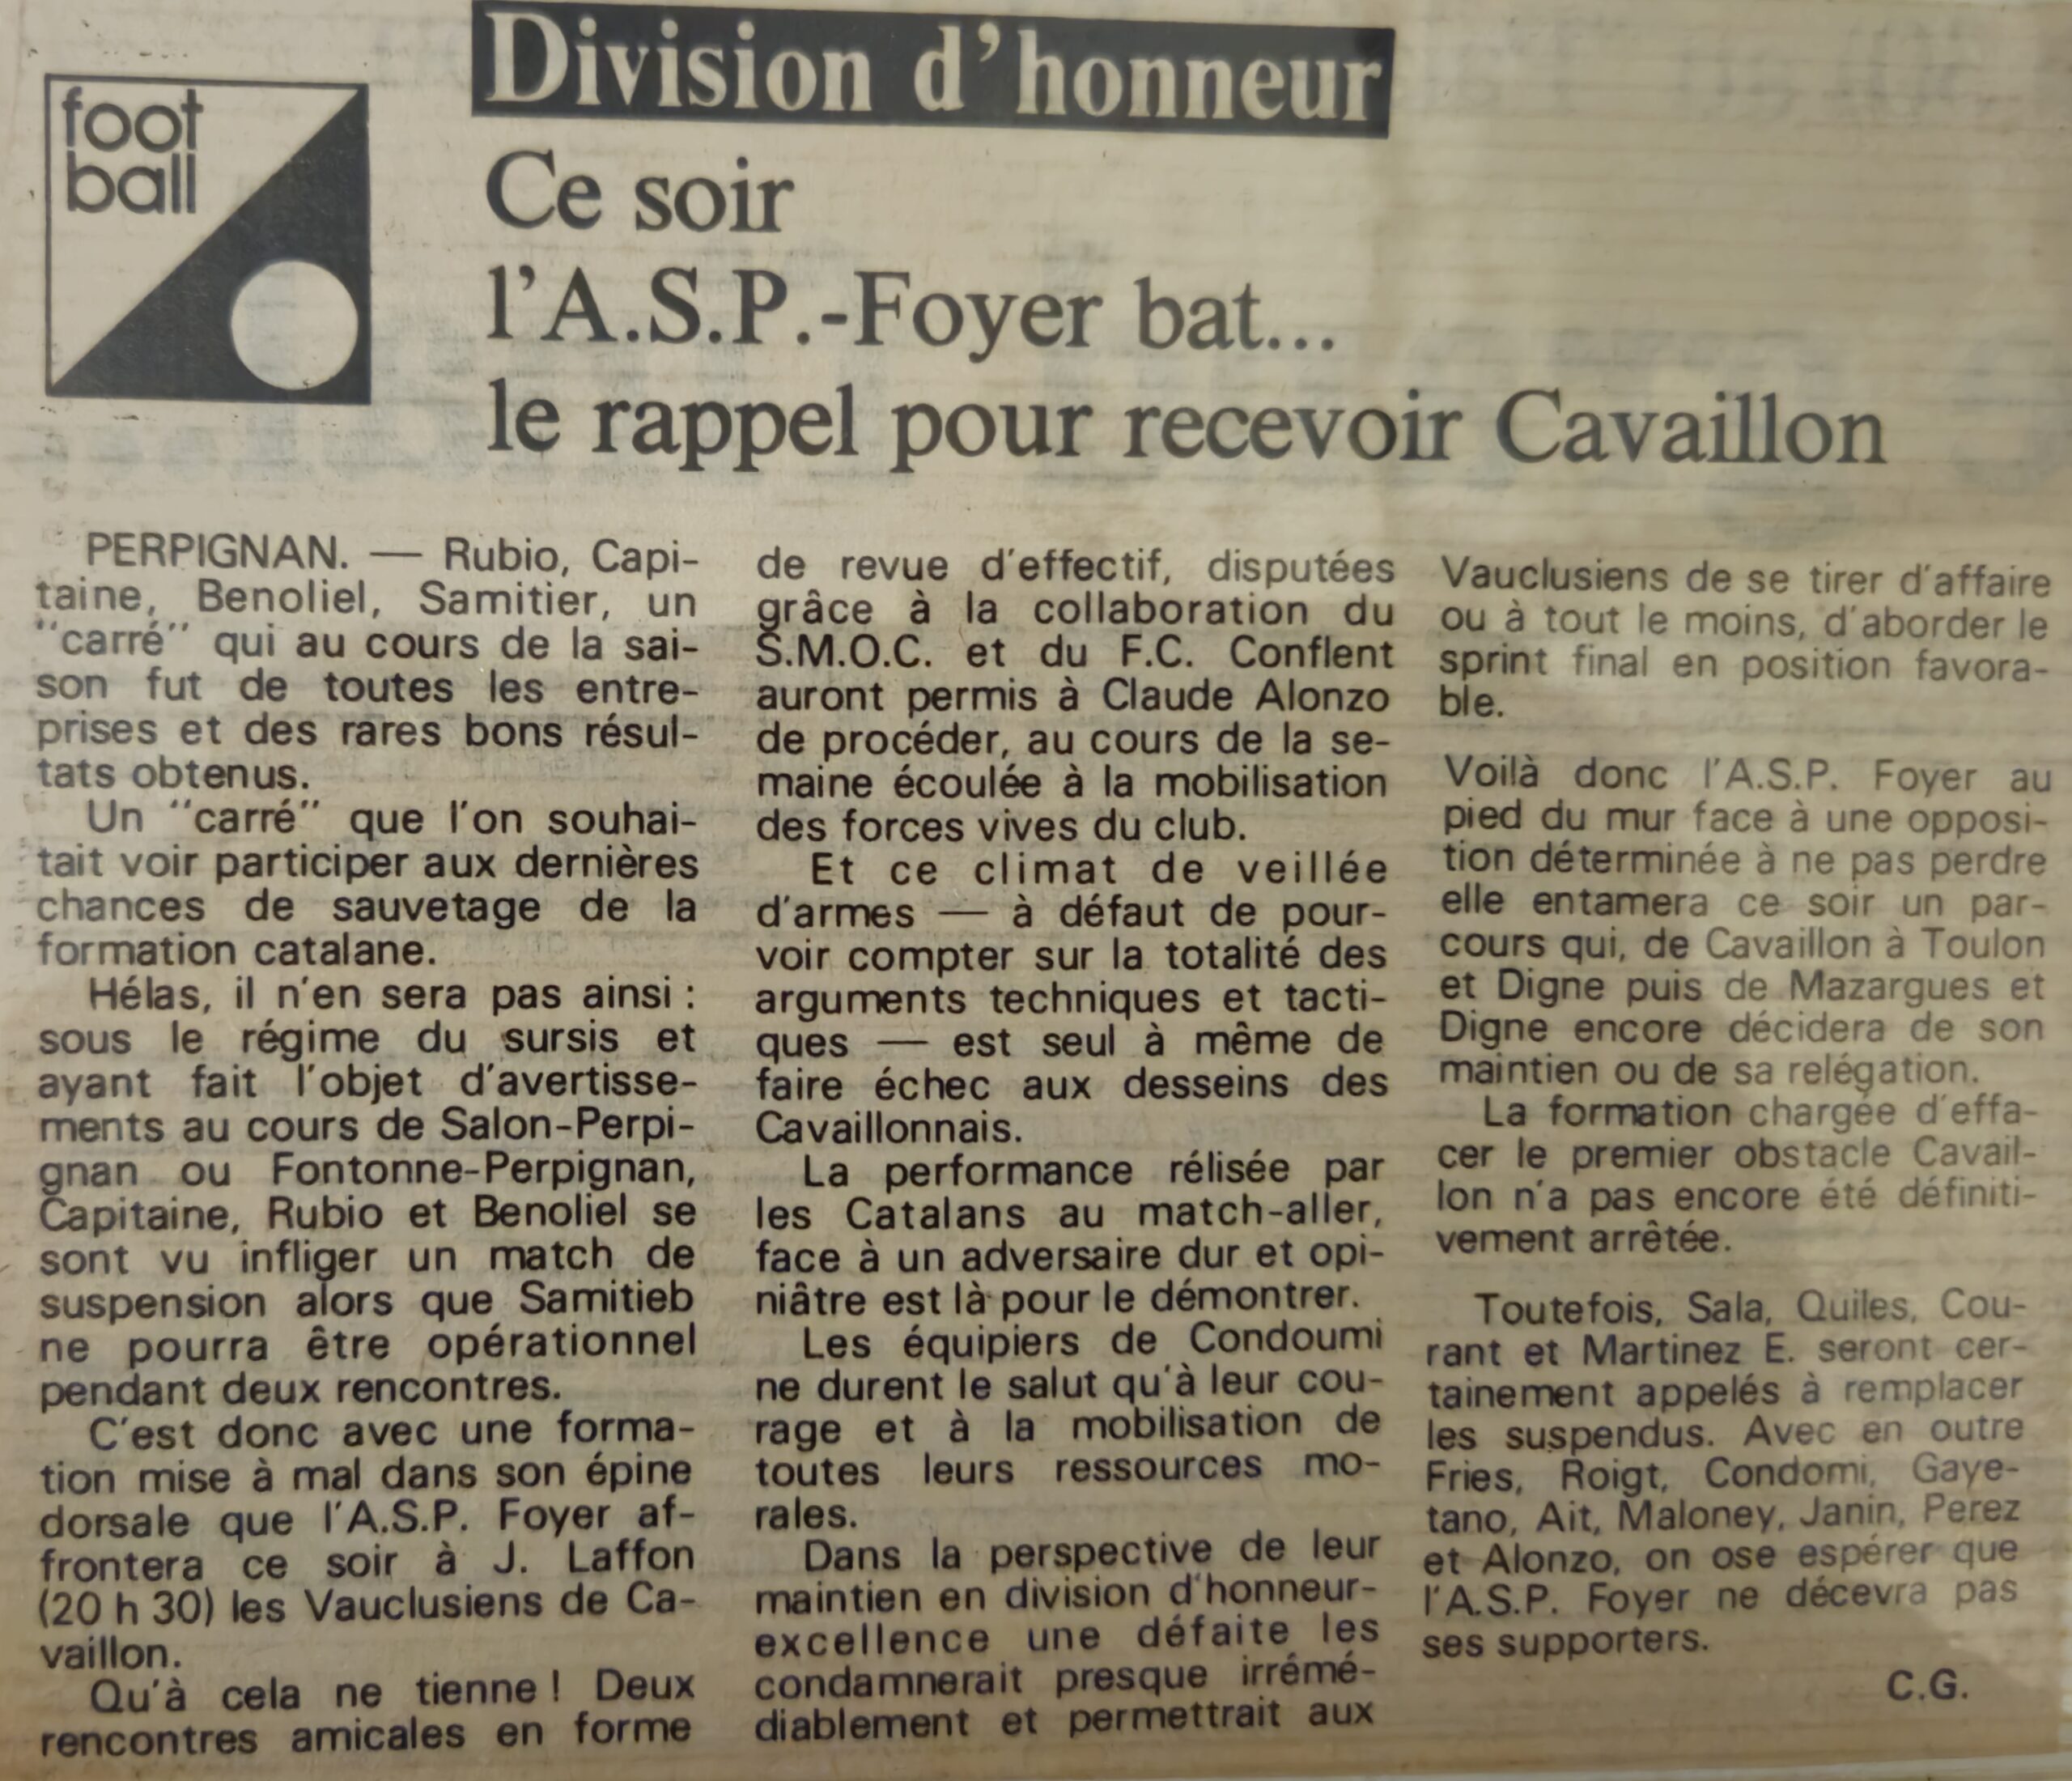 foot
ball
Division d'honneur
Ce soir
l'A.S.P.-Foyer bat...
le rappel pour recevoir Cavaillon
PERPIGNAN. — Rubio, Capi-
taine, Benoliel, Samitier, un
"carré" qui au cours de la sai-
son fut de toutes les entre-
prises et des rares bons résul-
tats obtenus.
Un "carré" que l'on souhai-
tait voir participer aux dernières
chances de sauvetage de la
formation catalane.
Hélas, il n'en sera pas ainsi :
sous le régime du sursis et
ayant fait l'objet d'avertisse-
ments au cours de Salon-Perpi-
gnan ou Fontonne-Perpignan,
Capitaine, Rubio et Benoliel se
sont vu infliger un match de
suspension alors que Samitieb
ne pourra être opérationnel
pendant deux rencontres.
C'est donc avec une forma-
tion mise à mal dans son épine
dorsale que l'A.S.P. Foyer af-
frontera ce soir à J. Laffon
(20 h 30) les Vauclusiens de Ca-
vaillon.
Qu'à cela ne tienne ! Deux
rencontres amicales en forme
de revue d'effectif, disputées
grâce à la collaboration du
S.M.O.C. et du F.C. Conflent
auront permis à Claude Alonzo
de procéder, au cours de la se-
maine écoulée à la mobilisation
des forces vives du club.
Et ce climat de veillée
d'armes — à défaut de pour-
voir compter sur la totalité des
arguments techniques et tacti-
ques — est seul à même de
faire échec aux desseins des
Cavaillonnais.
La performance rélisée par
les Catalans au match-aller,
face à un adversaire dur et opi-
niâtre est là pour le démontrer.
Les équipiers de Condoumi
ne durent le salut qu'à leur cou-
rage et à la mobilisation de
toutes leurs ressources mo-
rales.
Dans la perspective de leur
maintien en division d'honneur-
excellence une défaite les
condamnerait presque irrémé-
diablement et permettrait aux
Vauclusiens de se tirer d'affaire
ou à tout le moins, d'aborder le
sprint final en position favora-
ble.
Voilà donc l'A.S.P. Foyer au
pied du mur face à une opposi-
tion déterminée à ne pas perdre
elle entamera ce soir un par-
cours qui, de Cavaillon à Toulon
et Digne puis de Mazargues et
Digne encore décidera de son
maintien ou de sa relégation.
La formation chargée d'effa-
cer le premier obstacle Cavail-
lon n'a pas encore été définiti-
vement arrêtée.
Toutefois, Sala, Quiles, Cou-
rant et Martinez E. seront cer-
tainement appelés à remplacer
les suspendus. Avec en outre
Fries, Roigt, Condomi, Gaye-
tano, Ait, Maloney, Janin, Perez
et Alonzo, on ose espérer que
l'A.S.P. Foyer ne décevra pas
ses supporters.
C.G.